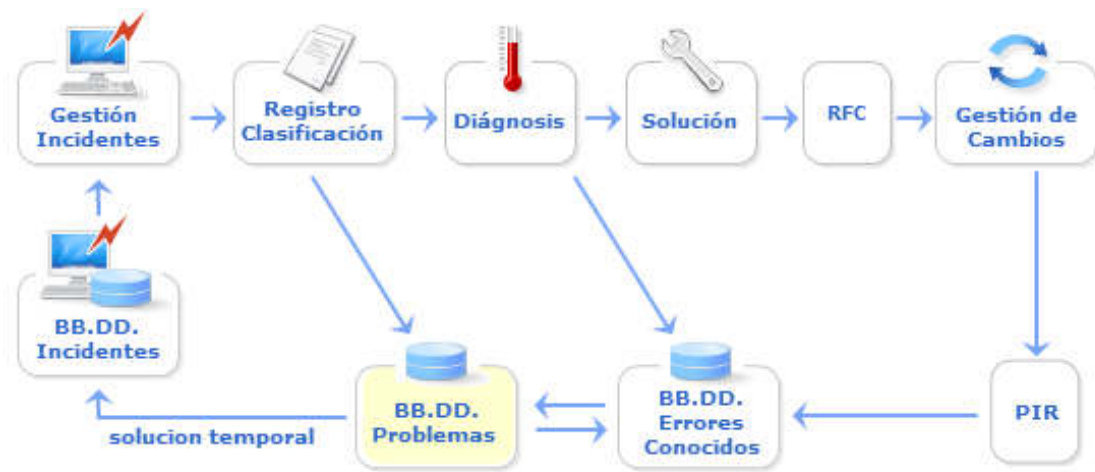 Gestión
Incidentes
Registro
Clasificación
Diágnosis
Solución
RFC
Gestión de
Cambios
BB.DD.
Incidentes
BB.DD.
Problemas
BB.DD.
Errores
Conocidos
PIR
solucion temporal